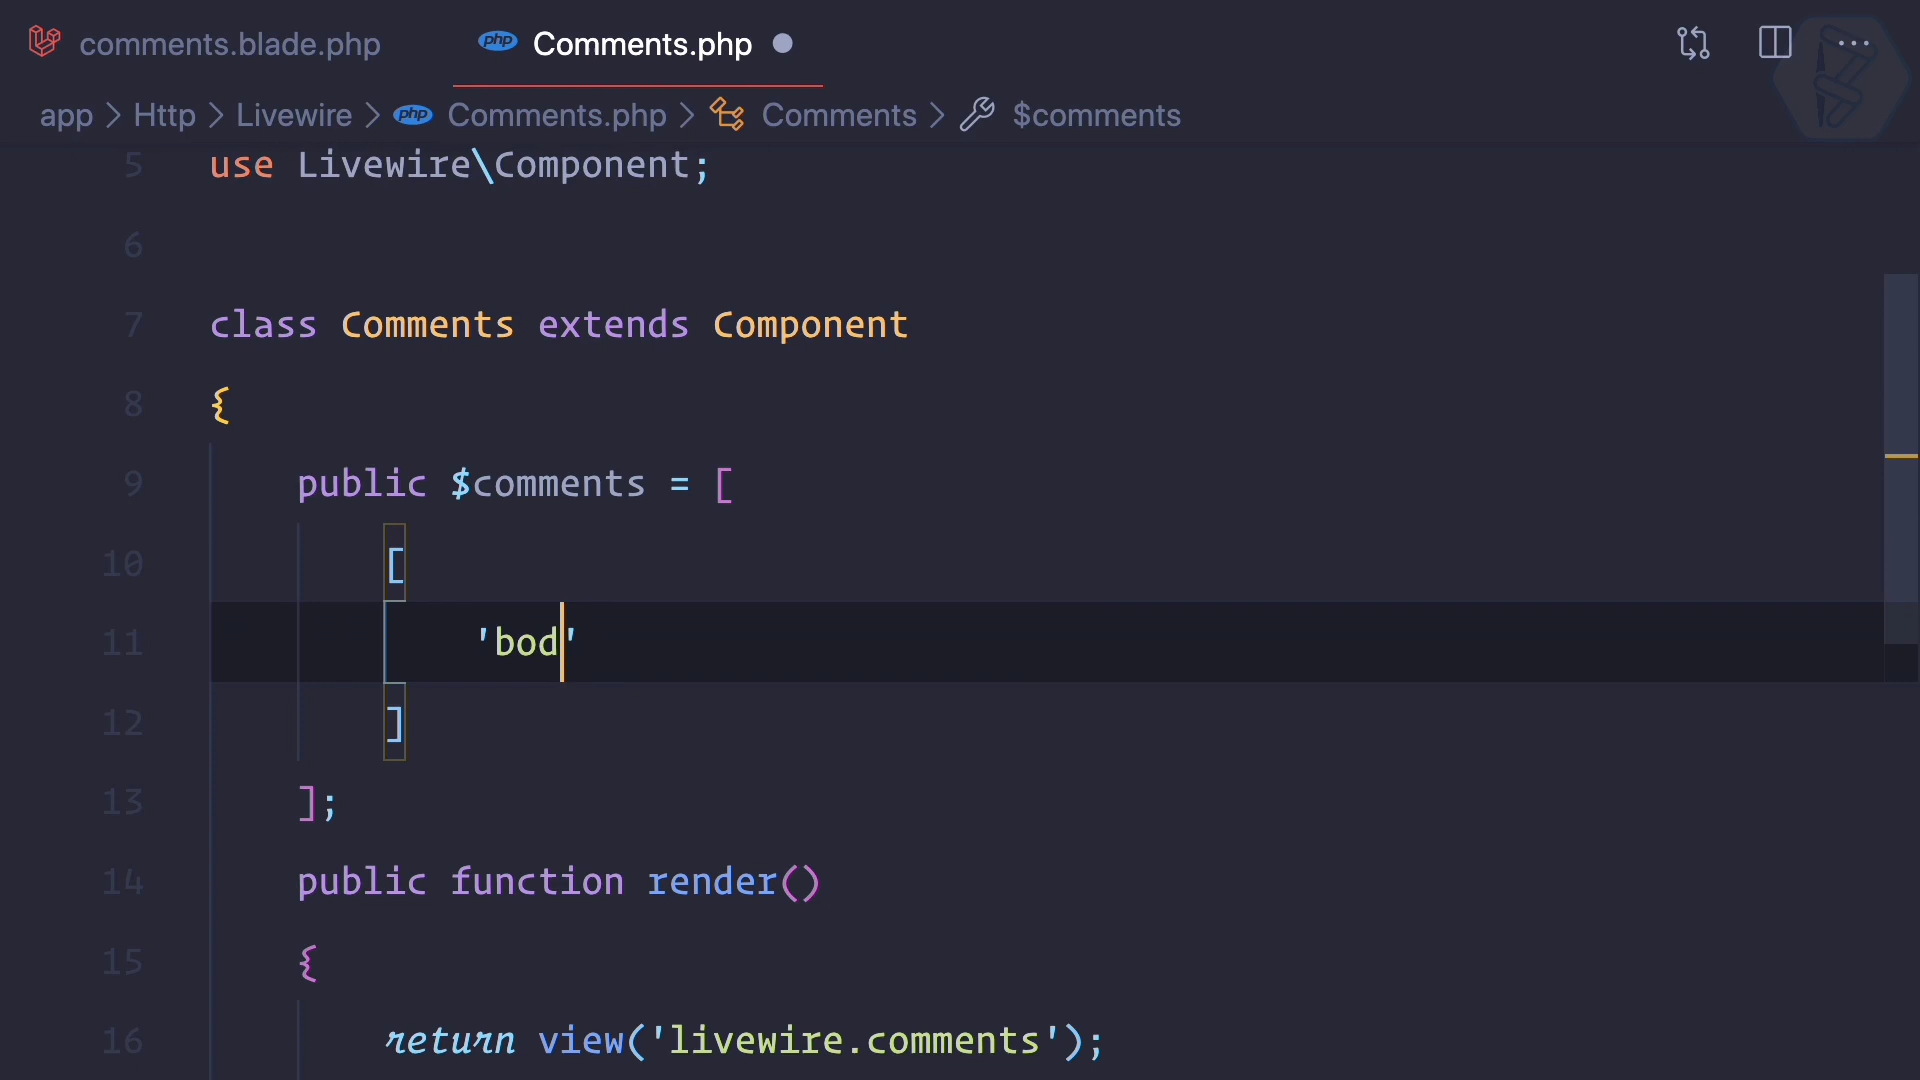 comments.blade.php
php Comments.php
app > Http > Livewire > php Comments.php > Comments > $comments
5 use Livewire\Component;
6
7 class Comments extends Component
8 {
9 public $comments = [
10 [
11 'bod'
12 ]
13 ];
14 public function render()
15 {
16 return view('livewire.comments');